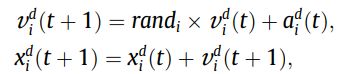 v_i^d(t + 1) = rand_i × v_i^d(t) + a_i^d(t),
x_i^d(t + 1) = x_i^d(t) + v_i^d(t + 1),